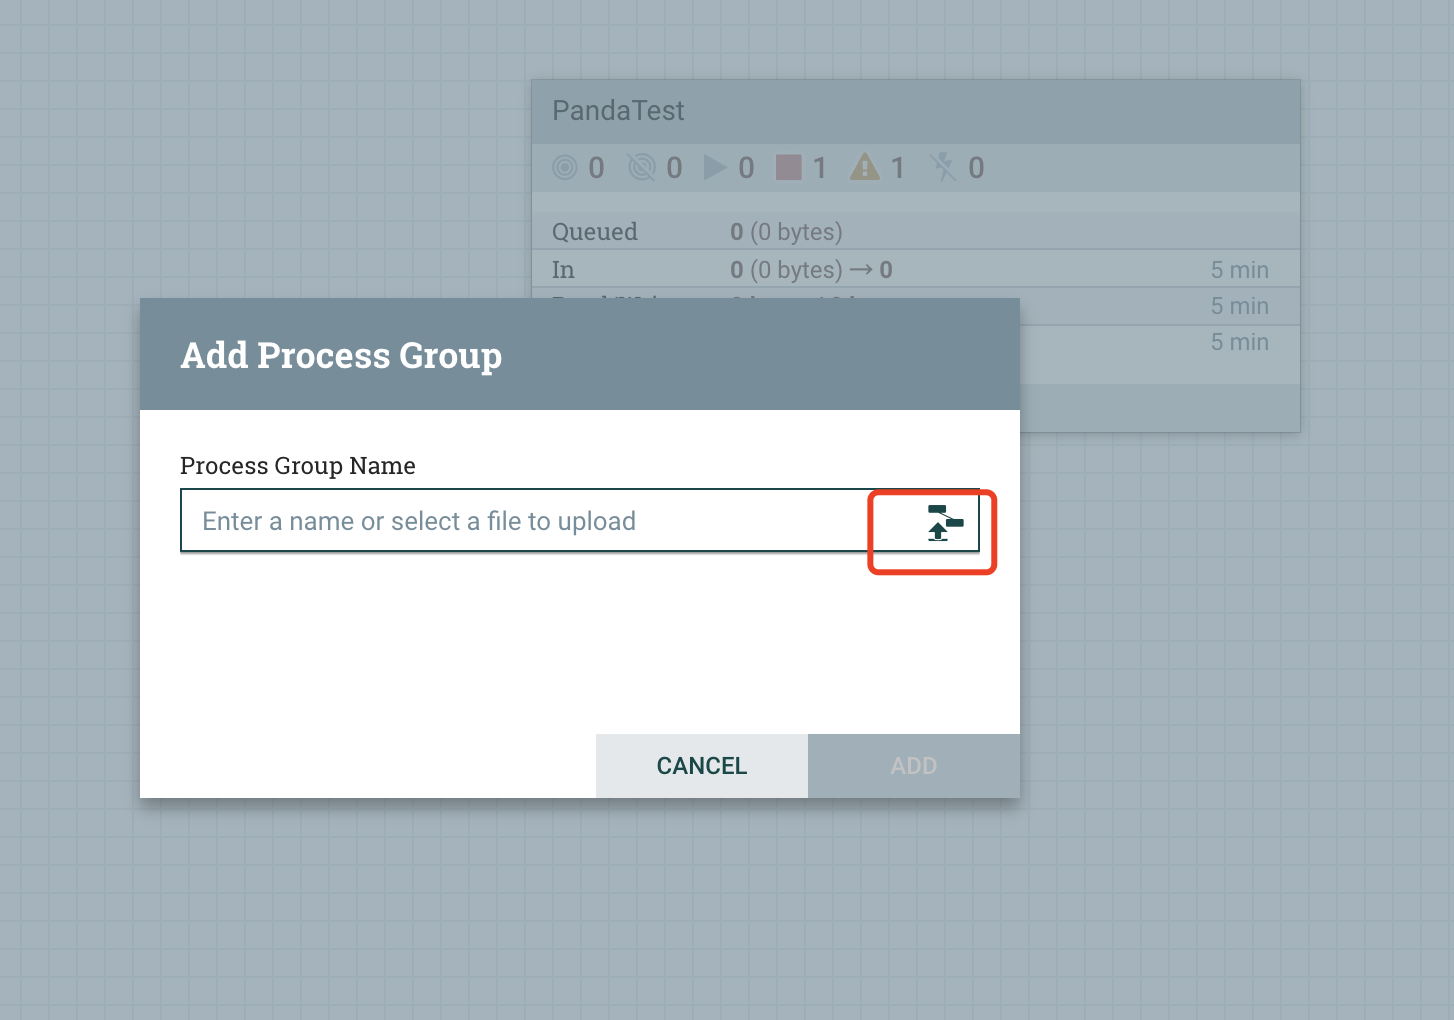 PandaTest
0 0 0 1 1 0
Queued 0 (0 bytes)
In 0 (0 bytes) → 0 5 min
5 min
5 min
Add Process Group
Process Group Name
Enter a name or select a file to upload
CANCEL ADD